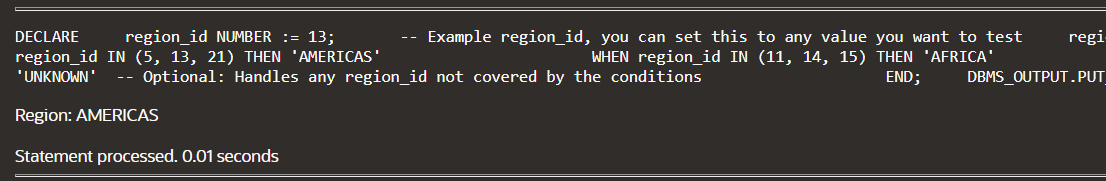 DECLARE     region_id NUMBER := 13;       -- Example region_id, you can set this to any value you want to test     regi
region_id IN (5, 13, 21) THEN 'AMERICAS'                      WHEN region_id IN (11, 14, 15) THEN 'AFRICA'
'UNKNOWN'  -- Optional: Handles any region_id not covered by the conditions                   END;     DBMS_OUTPUT.PUT_
Region: AMERICAS
Statement processed. 0.01 seconds